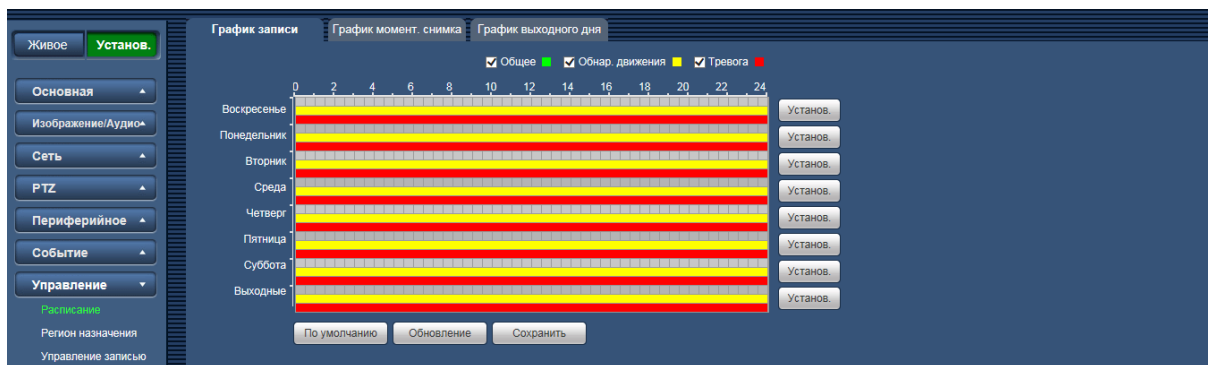 График записи График момент. снимка График выходного дня
Живое Установ.
Общее Обнар. движения Тревога
Основная
0 2 4 6 8 10 12 14 16 18 20 22 24
Воскресенье Установ.
Изображение/Аудио
Понедельник Установ.
Сеть
Вторник Установ.
PTZ
Среда Установ.
Периферийное
Четверг Установ.
Событие
Пятница Установ.
Суббота Установ.
Управление
Выходные Установ.
Расписание
Регион назначения
По умолчанию Обновление Сохранить
Управление записью